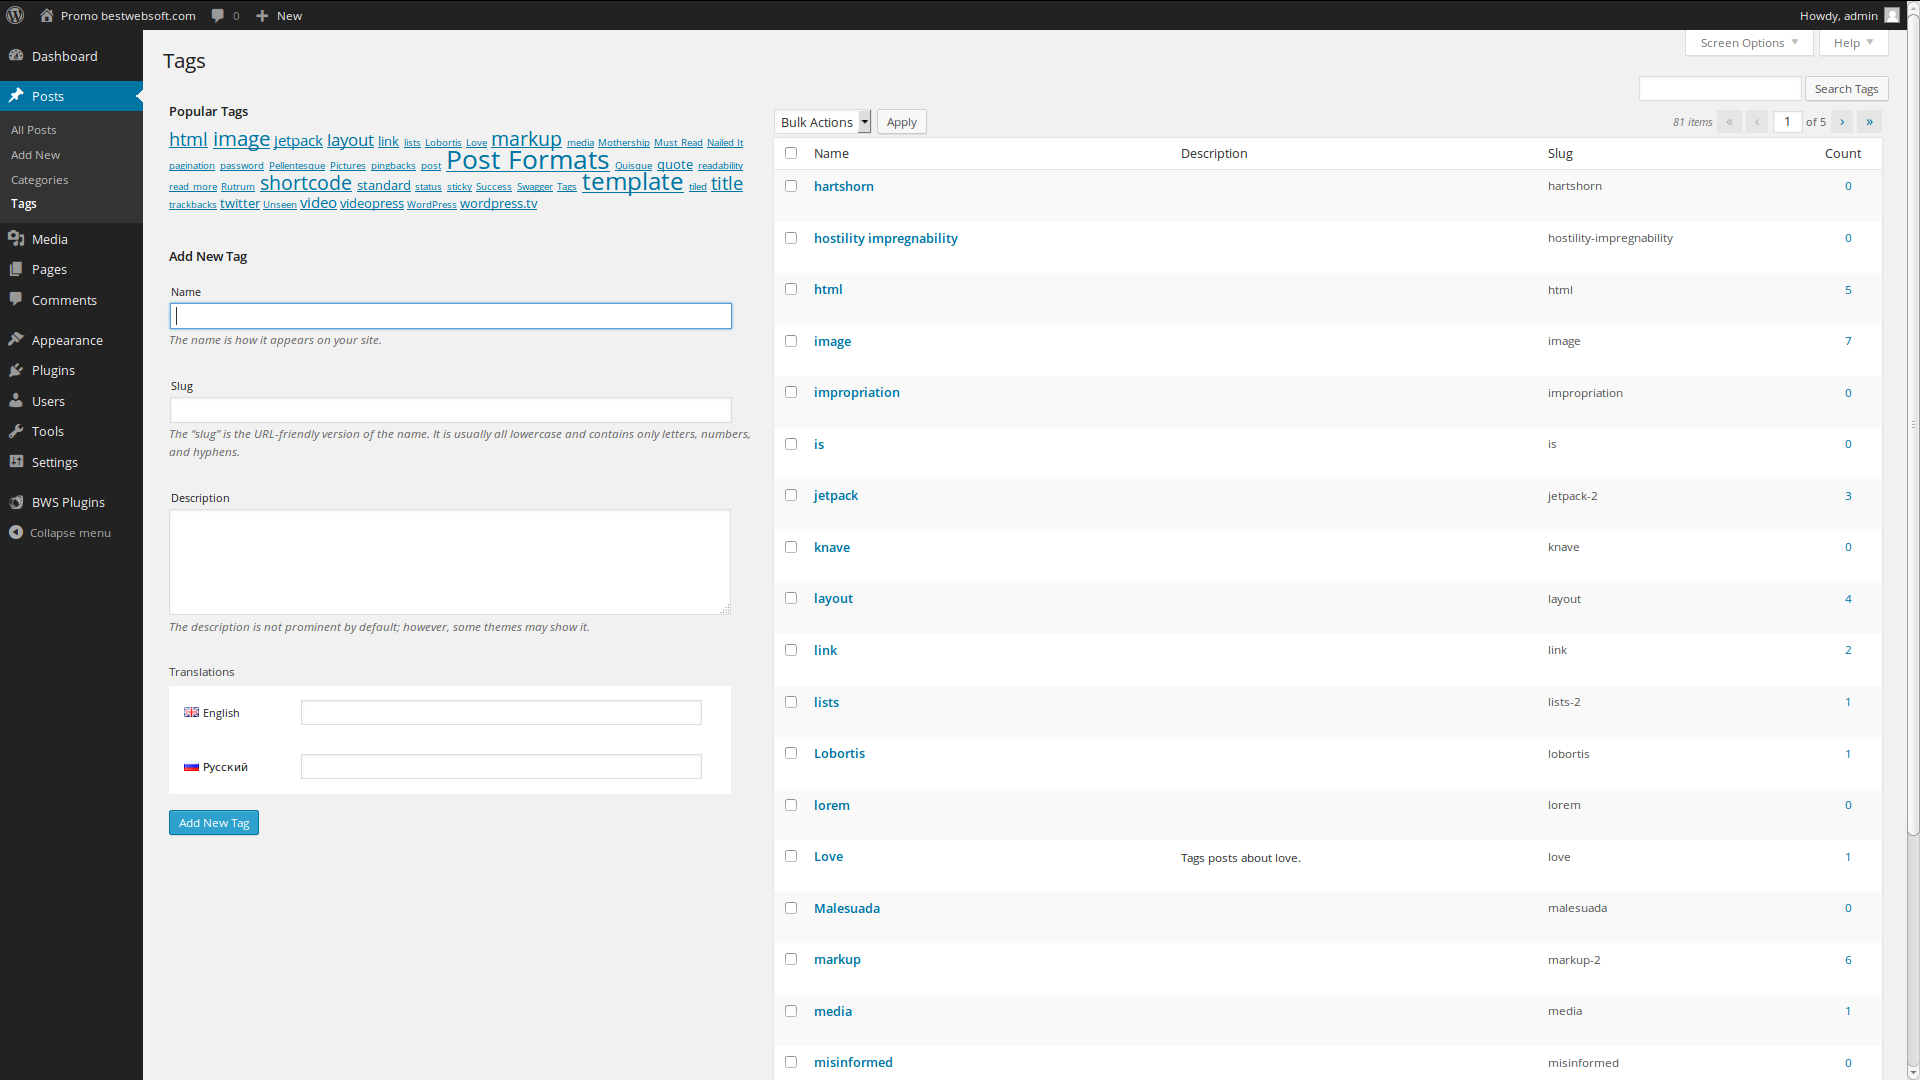 Promo bestwebsoft.com 0 New Howdy, admin
Dashboard
Posts
All Posts
Add New
Categories
Tags
Media
Pages
Comments
Appearance
Plugins
Users
Tools
Settings
BWS Plugins
Collapse menu
Screen Options Help
Tags
Search Tags
Popular Tags
html image jetpack layout link lists Lobortis Love markup media Mothership Must Read Nailed It
pagination password Pellentesque Pictures pingbacks post Post Formats Quisque quote readability
read more Rutrum shortcode standard status sticky Success Swagger Tags template tiled title
trackbacks twitter Unseen video videopress WordPress wordpress.tv
Add New Tag
Name
The name is how it appears on your site.
Slug
The “slug” is the URL-friendly version of the name. It is usually all lowercase and contains only letters, numbers,
and hyphens.
Description
The description is not prominent by default; however, some themes may show it.
Translations
English
Русский
Add New Tag
Bulk Actions Apply 81 items « ‹ 1 of 5 › »
Name Description Slug Count
hartshorn hartshorn 0
hostility impregnability hostility-impregnability 0
html html 5
image image 7
impropriation impropriation 0
is is 0
jetpack jetpack-2 3
knave knave 0
layout layout 4
link link 2
lists lists-2 1
Lobortis lobortis 1
lorem lorem 0
Love Tags posts about love. love 1
Malesuada malesuada 0
markup markup-2 6
media media 1
misinformed misinformed 0